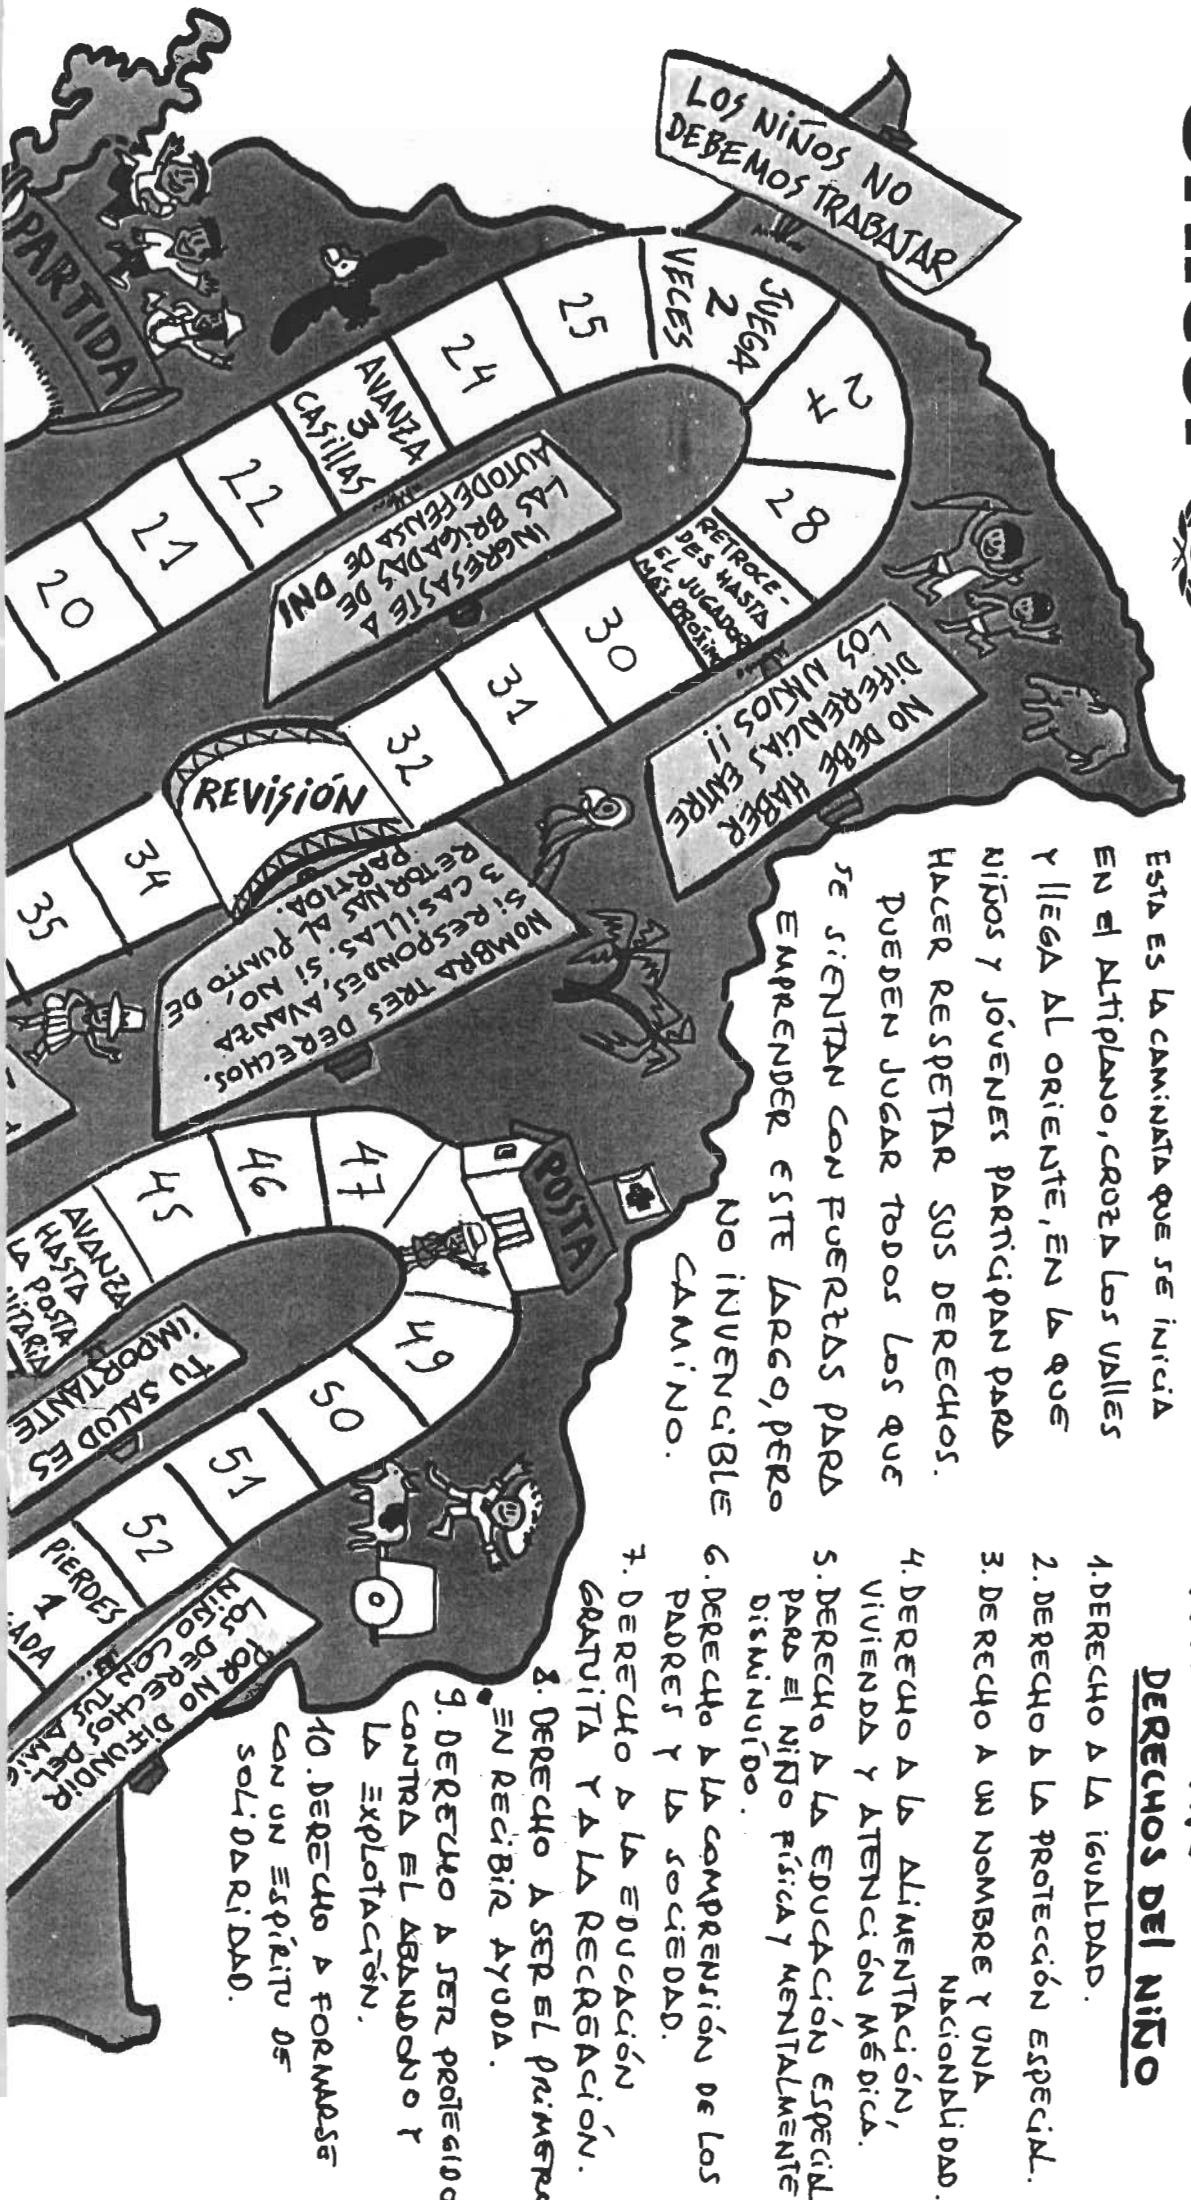 ESTA ES LA CAMINATA QUE SE INICIA
EN EL ALTIPLANO, CROZA LOS VALLES
Y LLEGA AL ORIENTE, EN LA QUE
NIÑOS Y JÓVENES PARTICIPAN PARA
HACER RESPETAR SUS DERECHOS.
PUEDEN JUGAR TODOS LOS QUE
SE SIENTAN CON FUERZAS PARA
EMPRENDER ESTE LARGO, PERO
NO INVENCIBLE
CAMINO.
DERECHOS DEL NIÑO
1. DERECHO A LA IGUALDAD.
2. DERECHO A LA PROTECCIÓN ESPECIAL.
3. DERECHO A UN NOMBRE Y UNA
NACIONALIDAD.
4. DERECHO A LA ALIMENTACIÓN,
VIVIENDA Y ATENCIÓN MÉDICA.
5. DERECHO A LA EDUCACIÓN ESPECIAL
PARA EL NIÑO FÍSICA Y MENTALMENTE
DISMINUÍDO.
6. DERECHO A LA COMPRENSIÓN DE LOS
PADRES Y LA SOCIEDAD.
7. DERECHO A LA EDUCACIÓN
GRATUITA Y A LA RECREACIÓN.
8. DERECHO A SER EL PRIMERO
EN RECIBIR AYUDA.
9. DERECHO A SER PROTEGIDO
CONTRA EL ABANDONO Y
LA EXPLOTACIÓN.
10. DERECHO A FORMARSE
CON UN ESPÍRITU DE
SOLIDARIDAD.
LOS NIÑOS NO
DEBEMOS TRABAJAR
PARTIDA
20
21
22
AVANZA
3
CASILLAS
INGRESASTE A
LAS BRIGADAS DE
AUTODEFENSA DE DNI
24
25
JUEGA
2
VECES
27
28
RETROCE-
DES HASTA
EL JUGADOR
MÁS PRÓXIMO
NO DEBE HABER
DIFERENCIAS ENTRE
LOS NIÑOS !!
30
31
32
REVISIÓN
NOMBRA TRES DERECHOS.
SI RESPONDES, AVANZA
3 CASILLAS. SI NO,
RETORNAS AL PUNTO DE
PARTIDA.
34
35
AVANZA
HASTA
LA POSTA
TU SALUD ES
IMPORTANTE
45
46
47
POSTA
49
50
51
52
PIERDES
1
POR NO DIFUNDIR
LOS DERECHOS DEL
NIÑO CON TUS